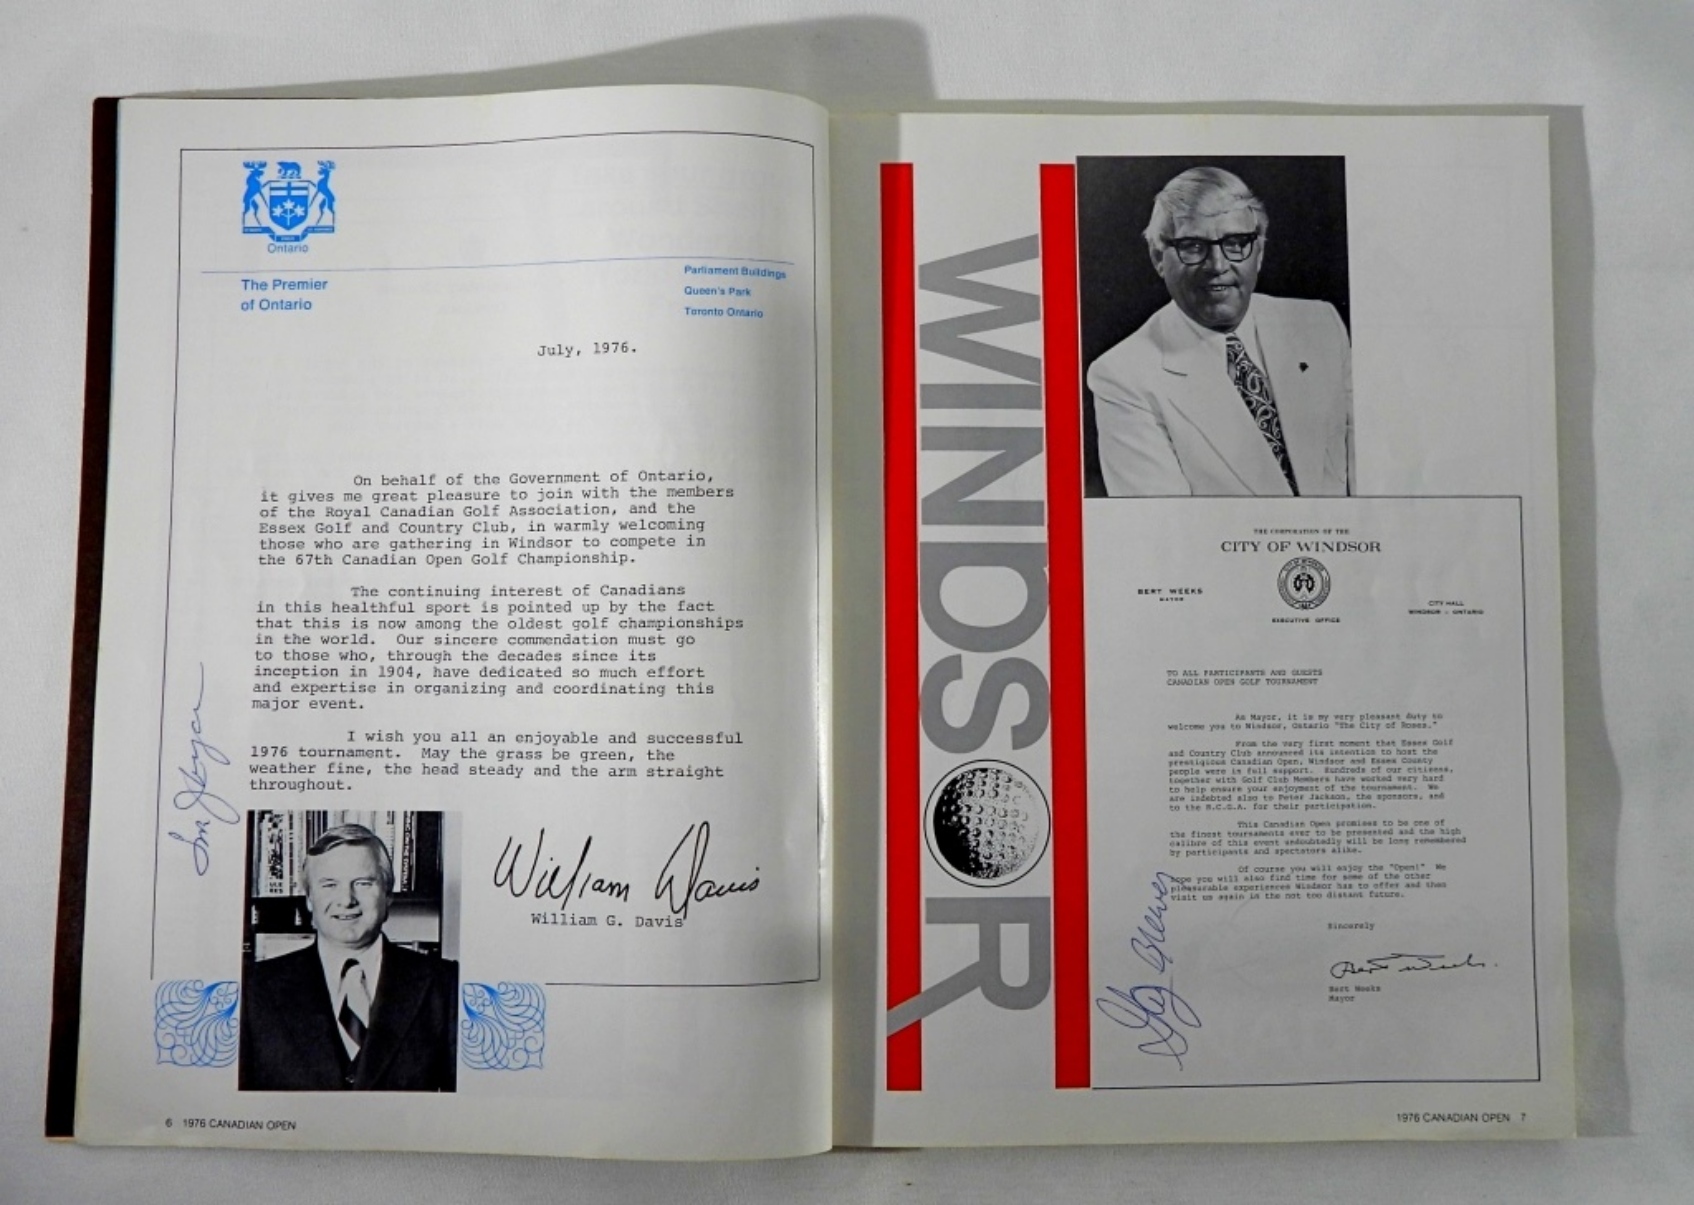 Ontario
The Premier
of Ontario
Parliament Buildings
Queen's Park
Toronto Ontario
July, 1976.
On behalf of the Government of Ontario,
it gives me great pleasure to join with the members
of the Royal Canadian Golf Association, and the
Essex Golf and Country Club, in warmly welcoming
those who are gathering in Windsor to compete in
the 67th Canadian Open Golf Championship.
The continuing interest of Canadians
in this healthful sport is pointed up by the fact
that this is now among the oldest golf championships
in the world. Our sincere commendation must go
to those who, through the decades since its
inception in 1904, have dedicated so much effort
and expertise in organizing and coordinating this
major event.
I wish you all an enjoyable and successful
1976 tournament. May the grass be green, the
weather fine, the head steady and the arm straight
throughout.
William Davis
William G. Davis
6 1976 CANADIAN OPEN
WINDSOR
THE CORPORATION OF THE
CITY OF WINDSOR
BERT WEEKS
MAYOR
EXECUTIVE OFFICE
CITY HALL
WINDSOR - ONTARIO
TO ALL PARTICIPANTS AND GUESTS
CANADIAN OPEN GOLF TOURNAMENT
As Mayor, it is my very pleasant duty to
welcome you to Windsor, Ontario "The City of Roses."
From the very first moment that Essex Golf
and Country Club announced its intention to host the
prestigious Canadian Open, Windsor and Essex County
people were in full support. Hundreds of our citizens,
together with Golf Club Members have worked very hard
to help ensure your enjoyment of the tournament. We
are indebted also to Peter Jackson, the sponsors, and
to the R.C.G.A. for their participation.
This Canadian Open promises to be one of
the finest tournaments ever to be presented and the high
calibre of this event undoubtedly will be long remembered
by participants and spectators alike.
Of course you will enjoy the "Open!" We
hope you will also find time for some of the other
pleasurable experiences Windsor has to offer and then
visit us again in the not too distant future.
Sincerely
Bert Weeks
Bert Weeks
Mayor
Gay Brewer
1976 CANADIAN OPEN 7